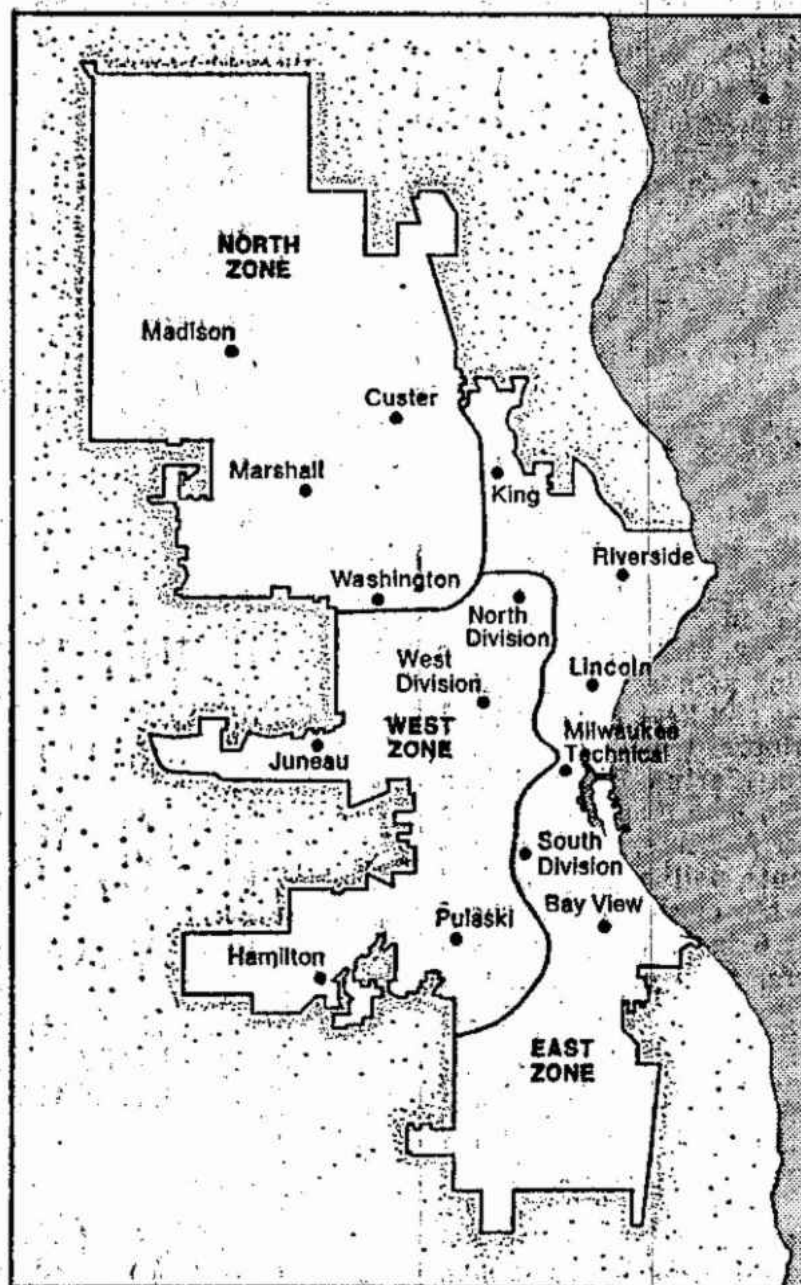 NORTH
ZONE
Madison
Custer
Marshall
King
Riverside
Washington
North
Division
West
Division
Lincoln
WEST
ZONE
Milwaukee
Technical
Juneau
South
Division
Bay View
Pulaski
Hamilton
EAST
ZONE